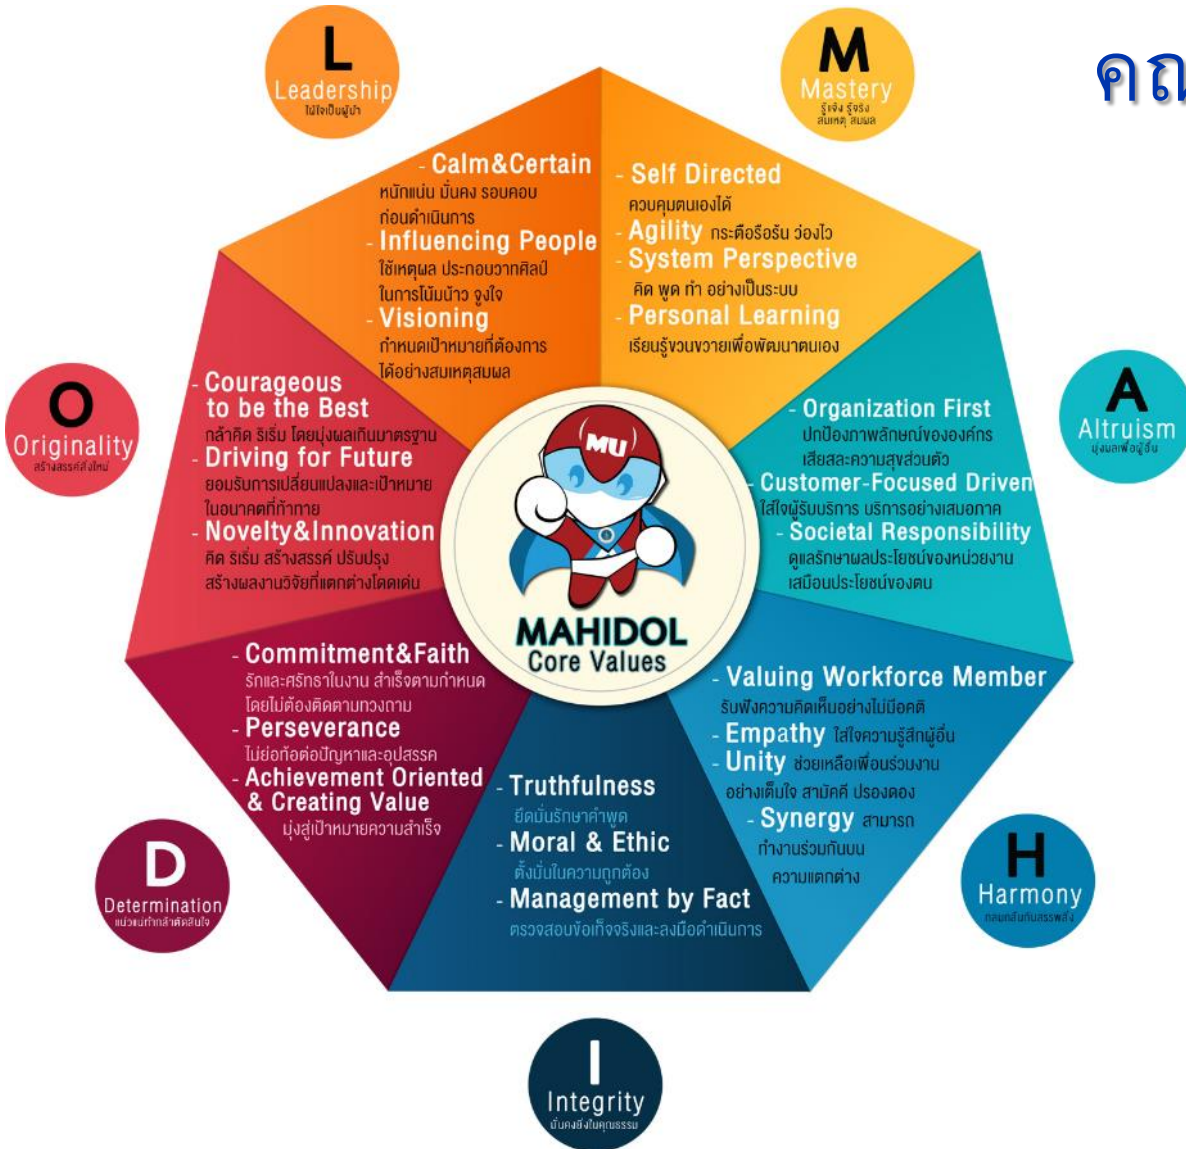 คณ
M
Mastery
รู้แจ้ง รู้จริง
สมเหตุ สมผล
- Self Directed
ควบคุมตนเองได้
- Agility กระตือรือร้น ว่องไว
- System Perspective
คิด พูด ทำ อย่างเป็นระบบ
- Personal Learning
เรียนรู้ขวนขวายเพื่อพัฒนาตนเอง
A
Altruism
มุ่งผลเพื่อผู้อื่น
- Organization First
ปกป้องภาพลักษณ์ขององค์กร
เสียสละความสุขส่วนตัว
- Customer-Focused Driven
ใส่ใจผู้รับบริการ บริการอย่างเสมอภาค
- Societal Responsibility
ดูแลรักษาผลประโยชน์ของหน่วยงาน
เสมือนประโยชน์ของตน
H
Harmony
กลมกลืนกับสรรพสิ่ง
- Valuing Workforce Member
รับฟังความคิดเห็นอย่างไม่มีอคติ
- Empathy ใส่ใจความรู้สึกผู้อื่น
- Unity ช่วยเหลือเพื่อนร่วมงาน
อย่างเต็มใจ สามัคคี ปรองดอง
- Synergy สามารถ
ทำงานร่วมกันบน
ความแตกต่าง
I
Integrity
มั่นคงยิ่งในคุณธรรม
- Truthfulness
ยึดมั่นรักษาคำพูด
- Moral & Ethic
ตั้งมั่นในความถูกต้อง
- Management by Fact
ตรวจสอบข้อเท็จจริงและลงมือดำเนินการ
D
Determination
แน่วแน่ทำกล้าตัดสินใจ
- Commitment&Faith
รักและศรัทธาในงาน สำเร็จตามกำหนด
โดยไม่ต้องติดตามทวงถาม
- Perseverance
ไม่ย่อท้อต่อปัญหาและอุปสรรค
- Achievement Oriented
& Creating Value
มุ่งสู่เป้าหมายความสำเร็จ
O
Originality
สร้างสรรค์สิ่งใหม่
- Courageous
to be the Best
กล้าคิด ริเริ่ม โดยมุ่งผลเกินมาตรฐาน
- Driving for Future
ยอมรับการเปลี่ยนแปลงและเป้าหมาย
ในอนาคตที่ท้าทาย
- Novelty&Innovation
คิด ริเริ่ม สร้างสรรค์ ปรับปรุง
สร้างผลงานวิจัยที่แตกต่างโดดเด่น
L
Leadership
ใฝ่ใจเป็นผู้นำ
- Calm&Certain
หนักแน่น มั่นคง รอบคอบ
ก่อนดำเนินการ
- Influencing People
ใช้เหตุผล ประกอบวาทศิลป์
ในการโน้มน้าว จูงใจ
- Visioning
กำหนดเป้าหมายที่ต้องการ
ได้อย่างสมเหตุสมผล
MU
MAHIDOL
Core Values